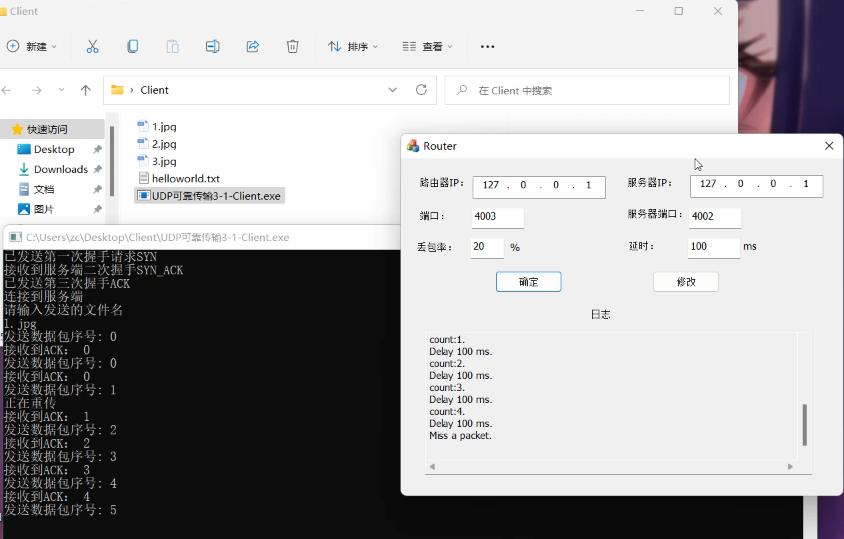 Client
新建
排序
查看
Client
在 Client 中搜索
快速访问
Desktop
Downloads
文档
图片
1.jpg
2.jpg
3.jpg
helloworld.txt
UDP可靠传输3-1-Client.exe
C:\Users\zc\Desktop\Client\UDP可靠传输3-1-Client.exe
已发送第一次握手请求SYN
接收到服务端二次握手SYN_ACK
已发送第三次握手ACK
连接到服务端
请输入发送的文件名
1.jpg
发送数据包序号: 0
接收到ACK: 0
发送数据包序号: 0
接收到ACK: 0
发送数据包序号: 1
正在重传
接收到ACK: 1
发送数据包序号: 2
接收到ACK: 2
发送数据包序号: 3
接收到ACK: 3
发送数据包序号: 4
接收到ACK: 4
发送数据包序号: 5
Router
路由器IP: 127 . 0 . 0 . 1 服务器IP: 127 . 0 . 0 . 1
端口: 4003 服务器端口: 4002
丢包率: 20 % 延时: 100 ms
确定 修改
日志
count:1.
Delay 100 ms.
count:2.
Delay 100 ms.
count:3.
Delay 100 ms.
count:4.
Delay 100 ms.
Miss a packet.